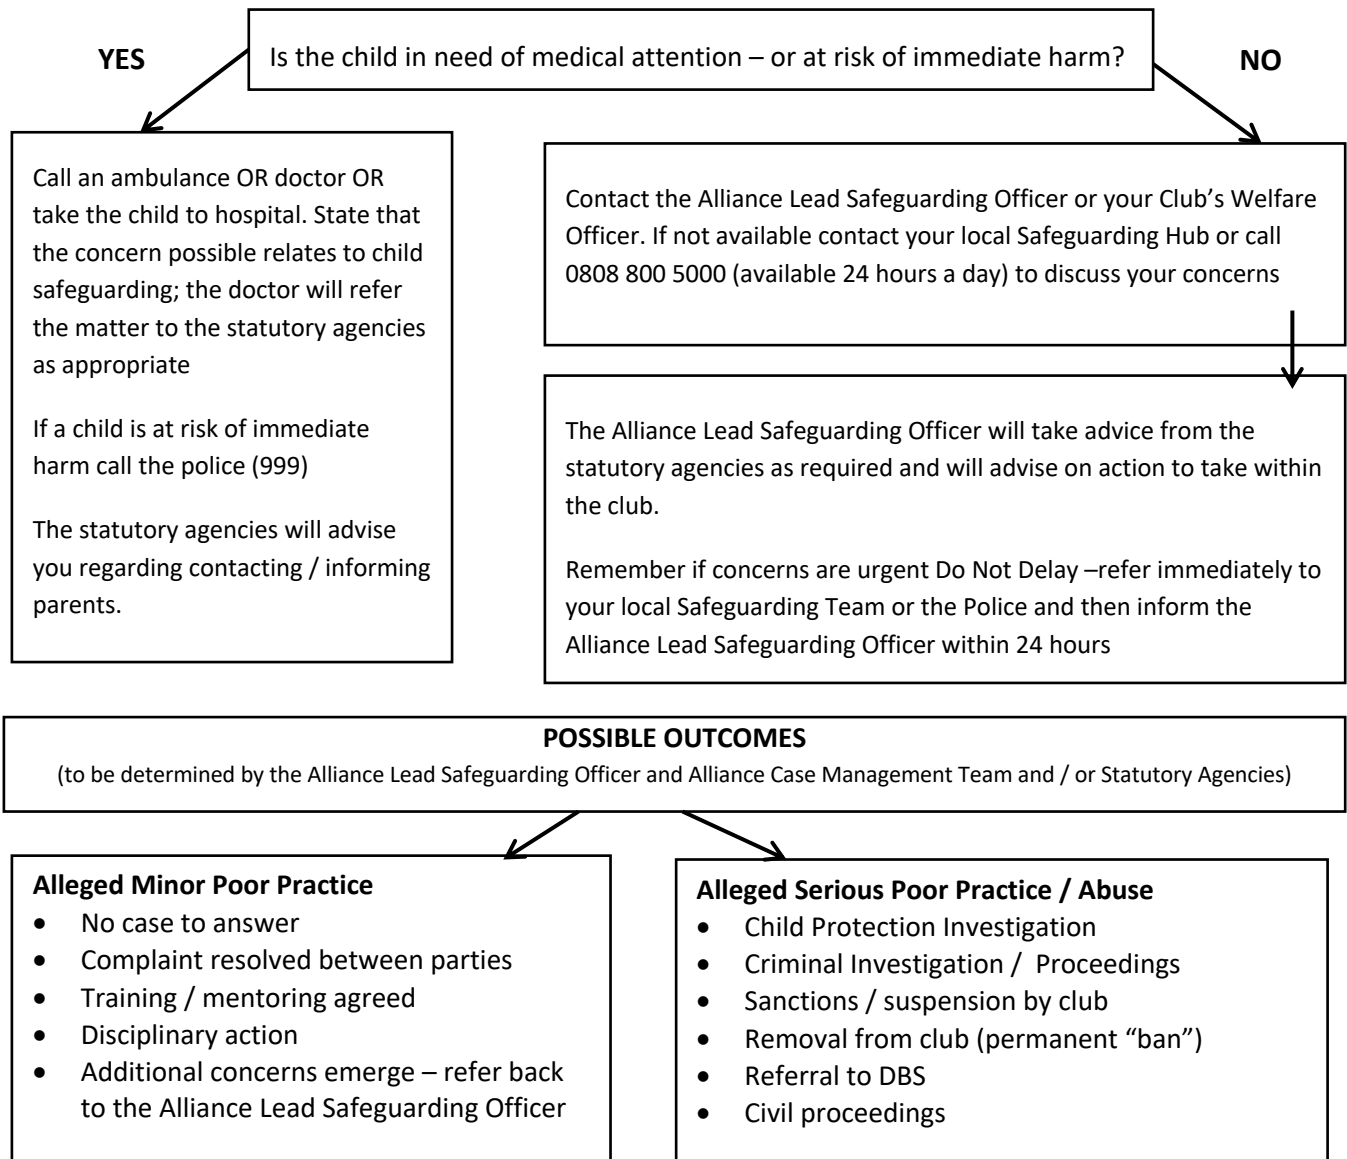 Is the child in need of medical attention – or at risk of immediate harm?
YES
NO
Call an ambulance OR doctor OR
take the child to hospital. State that
the concern possible relates to child
safeguarding; the doctor will refer
the matter to the statutory agencies
as appropriate
If a child is at risk of immediate
harm call the police (999)
The statutory agencies will advise
you regarding contacting / informing
parents.
Contact the Alliance Lead Safeguarding Officer or your Club’s Welfare
Officer. If not available contact your local Safeguarding Hub or call
0808 800 5000 (available 24 hours a day) to discuss your concerns
The Alliance Lead Safeguarding Officer will take advice from the
statutory agencies as required and will advise on action to take within
the club.
Remember if concerns are urgent Do Not Delay –refer immediately to
your local Safeguarding Team or the Police and then inform the
Alliance Lead Safeguarding Officer within 24 hours
POSSIBLE OUTCOMES
(to be determined by the Alliance Lead Safeguarding Officer and Alliance Case Management Team and / or Statutory Agencies)
Alleged Minor Poor Practice
• No case to answer
• Complaint resolved between parties
• Training / mentoring agreed
• Disciplinary action
• Additional concerns emerge – refer back
to the Alliance Lead Safeguarding Officer
Alleged Serious Poor Practice / Abuse
• Child Protection Investigation
• Criminal Investigation / Proceedings
• Sanctions / suspension by club
• Removal from club (permanent “ban”)
• Referral to DBS
• Civil proceedings